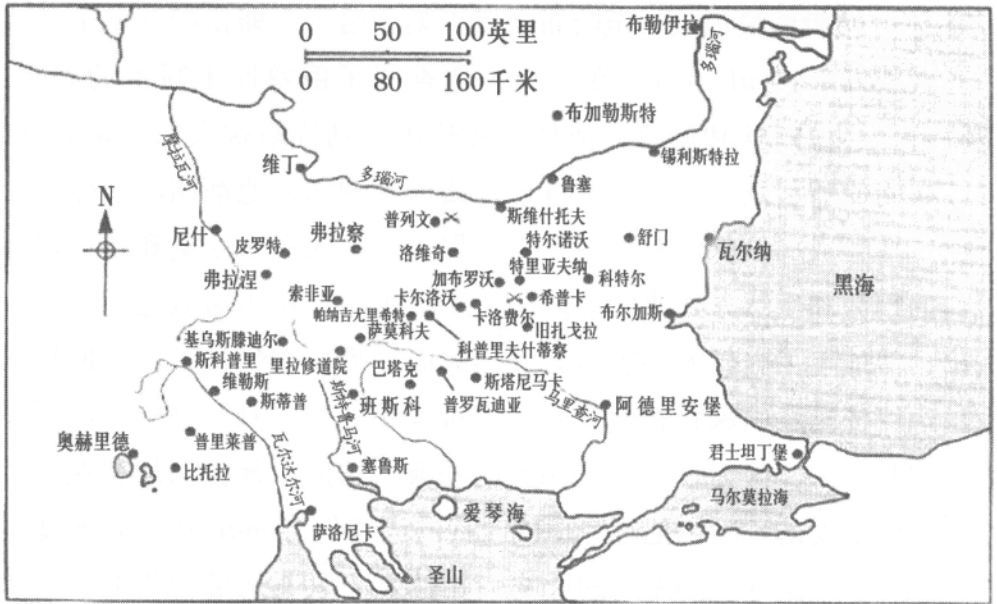 0 50 100英里
0 80 160千米
布勒伊拉
多瑙河
布加勒斯特
锡利斯特拉
摩拉瓦河
维丁
多瑙河
鲁塞
N
斯维什托夫
普列文
尼什
皮罗特
弗拉察
洛维奇
特尔诺沃
舒门
瓦尔纳
弗拉涅
加布罗沃
特里亚夫纳
科特尔
黑海
索非亚
卡尔洛沃
希普卡
帕纳吉尤里希特
卡洛费尔
布尔加斯
基乌斯滕迪尔
萨莫科夫
旧扎戈拉
斯科普里
里拉修道院
科普里夫什蒂察
巴塔克
维勒斯
斯塔尼马卡
斯蒂普
斯特鲁马河
班斯科
普罗瓦迪亚
马里查河
阿德里安堡
奥赫里德
普里莱普
瓦尔达尔河
君士坦丁堡
比托拉
塞鲁斯
马尔莫拉海
爱琴海
萨洛尼卡
圣山